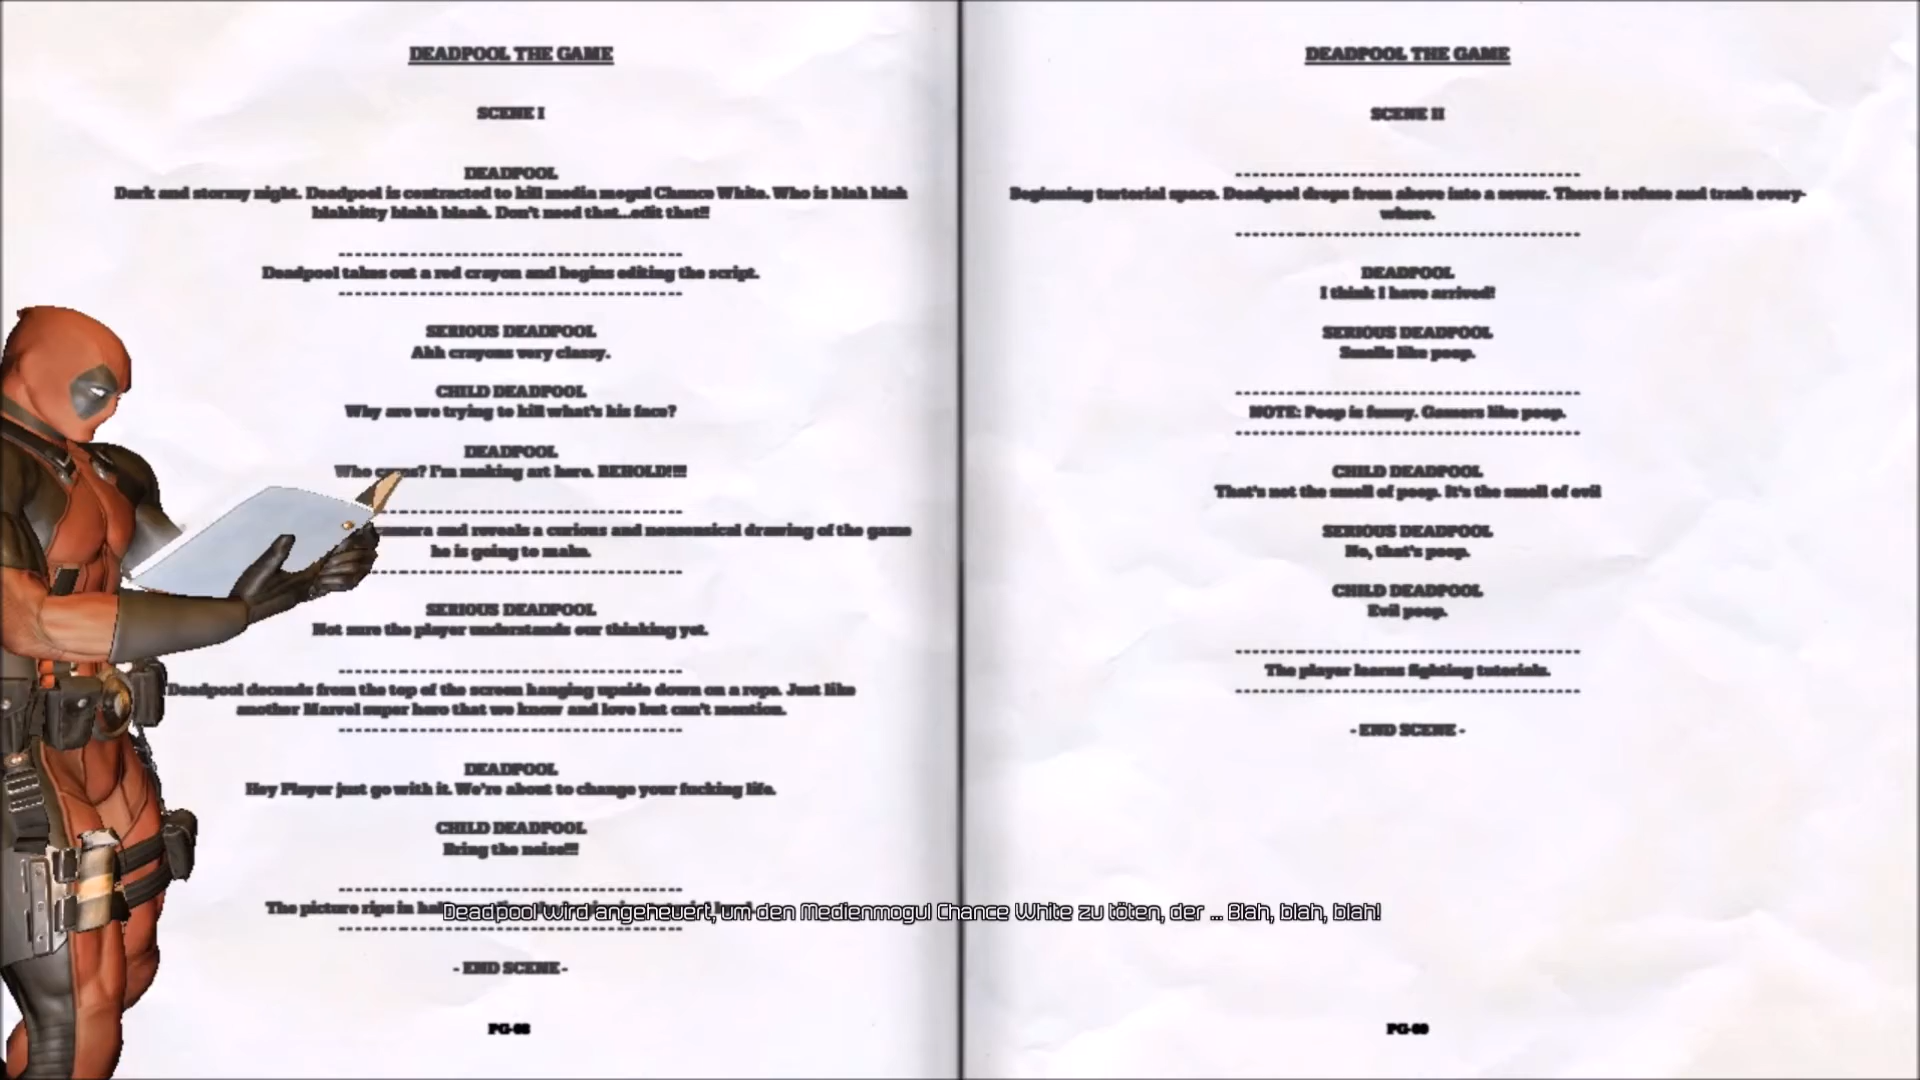 DEADPOOL THE GAME
SCENE I
DEADPOOL
Dark and stormy night. Deadpool is contracted to kill media mogul Chance White. Who is blah blah
blahbitty blahh blaah. Don't need that...edit that!!
Deadpool takes out a red crayon and begins editing the script.
SERIOUS DEADPOOL
Ahh crayons very classy.
CHILD DEADPOOL
Why are we trying to kill what's his face?
DEADPOOL
Who cares? I'm making art here. BEHOLD!!!!
camera and reveals a curious and nonsensical drawing of the game
he is going to make.
SERIOUS DEADPOOL
Not sure the player understands our thinking yet.
Deadpool decends from the top of the screen hanging upside down on a rope. Just like
another Marvel super hero that we know and love but can't mention.
DEADPOOL
Hey Player just go with it. We're about to change your fucking life.
CHILD DEADPOOL
Bring the noise!!!
The picture rips in
Deadpool wird angeheuert, um den Medienmogul Chance White zu töten, der ... Blah, blah, blah!
- END SCENE -
PG-68
DEADPOOL THE GAME
SCENE II
Beginning turtorial space. Deadpool drops from above into a sewer. There is refuse and trash every-
where.
DEADPOOL
I think I have arrived!
SERIOUS DEADPOOL
Smells like poop.
NOTE: Poop is funny. Gamers like poop.
CHILD DEADPOOL
That's not the smell of poop. It's the smell of evil
SERIOUS DEADPOOL
No, that's poop.
CHILD DEADPOOL
Evil poop.
The player learns fighting tutorials.
- END SCENE -
PG-69